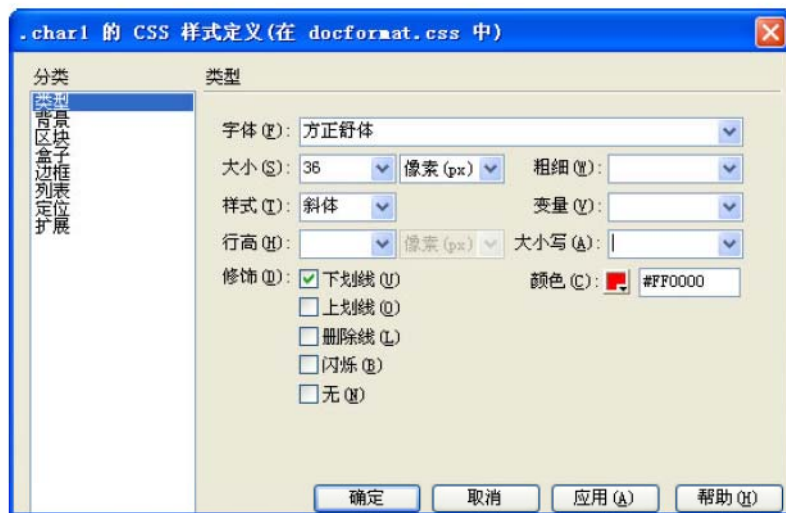 .char1 的 CSS 样式定义(在 docformat.css 中)
分类
类型
背景
区块
盒子
边框
列表
定位
扩展
类型
字体(F): 方正舒体
大小(S): 36 像素(px) 粗细(W):
样式(T): 斜体 变量(V):
行高(H): 像素(px) 大小写(A):
修饰(D): 下划线(U) 颜色(C): #FF0000
上划线(O)
删除线(L)
闪烁(B)
无(N)
确定 取消 应用(A) 帮助(H)